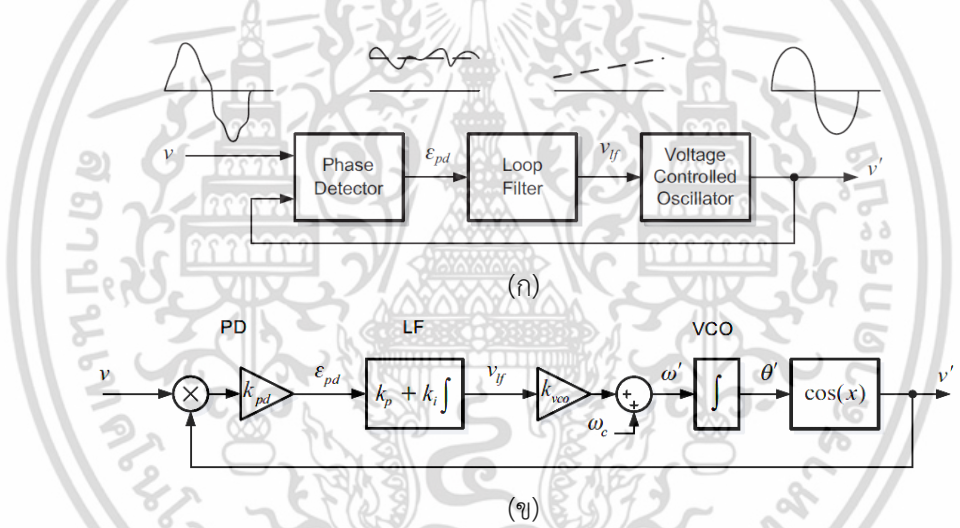 v
Phase
Detector
ε_pd
Loop
Filter
v_lf
Voltage
Controlled
Oscillator
v'
(ก)
PD
LF
VCO
v
×
k_pd
ε_pd
k_p + k_i ∫
v_lf
k_vco
+
+
ω_c
ω'
∫
θ'
cos(x)
v'
(ข)